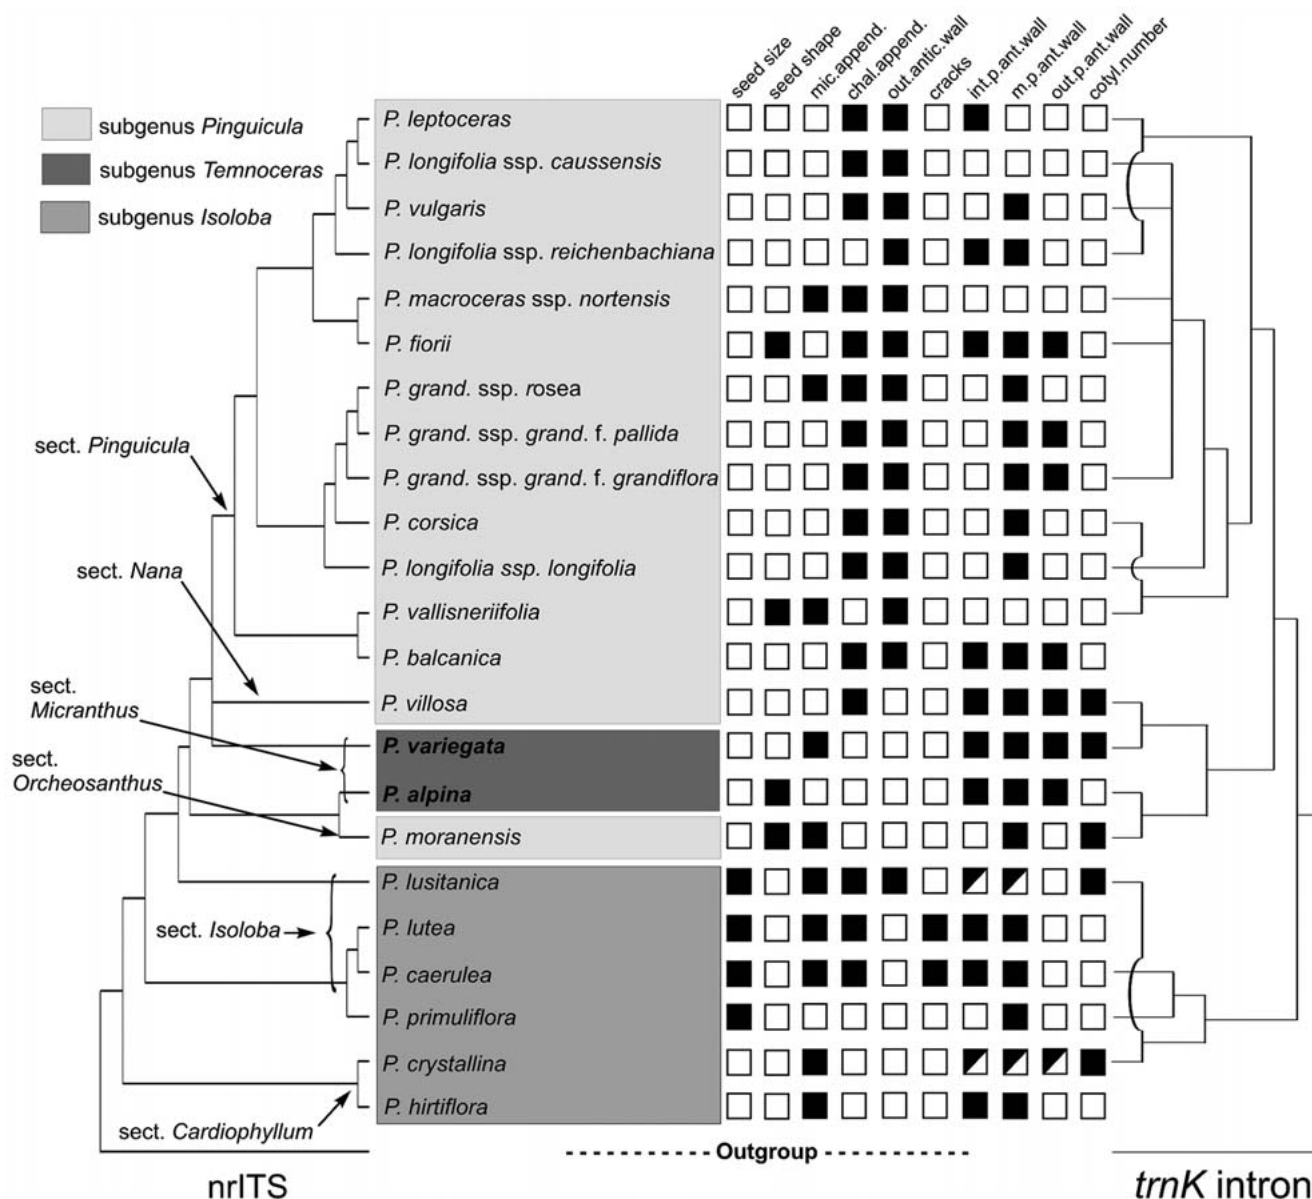 seed size
seed shape
mic.append.
chal.append.
out.antic.wall
cracks
int.p.ant.wall
m.p.ant.wall
out.p.ant.wall
cotyl.number
subgenus Pinguicula
subgenus Temnoceras
subgenus Isoloba
P. leptoceras
P. longifolia ssp. caussensis
P. vulgaris
P. longifolia ssp. reichenbachiana
P. macroceras ssp. nortensis
P. fiorii
P. grand. ssp. rosea
P. grand. ssp. grand. f. pallida
P. grand. ssp. grand. f. grandiflora
P. corsica
P. longifolia ssp. longifolia
P. vallisneriifolia
P. balcanica
P. villosa
P. variegata
P. alpina
P. moranensis
P. lusitanica
P. lutea
P. caerulea
P. primuliflora
P. crystallina
P. hirtiflora
sect. Pinguicula
sect. Nana
sect.
Micranthus
sect.
Orcheosanthus
sect. Isoloba
sect. Cardiophyllum
Outgroup
nrITS
trnK intron